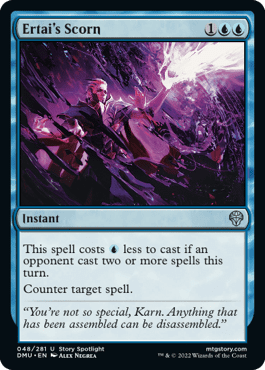 Ertai's Scorn 1
Instant
This spell costs less to cast if an
opponent cast two or more spells this
turn.
Counter target spell.
“You're not so special, Karn. Anything that
has been assembled can be disassembled.”
048/281 U Story Spotlight mtgstory.com
DMU • EN Alex Negrea ™ & © 2022 Wizards of the Coast